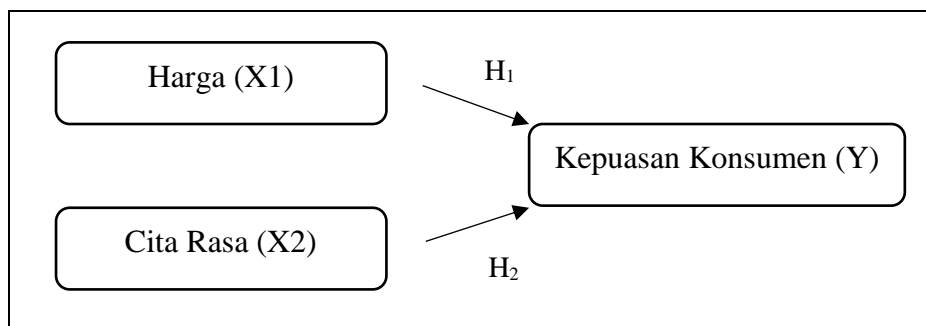 Harga (X1)
H₁
Kepuasan Konsumen (Y)
Cita Rasa (X2)
H₂